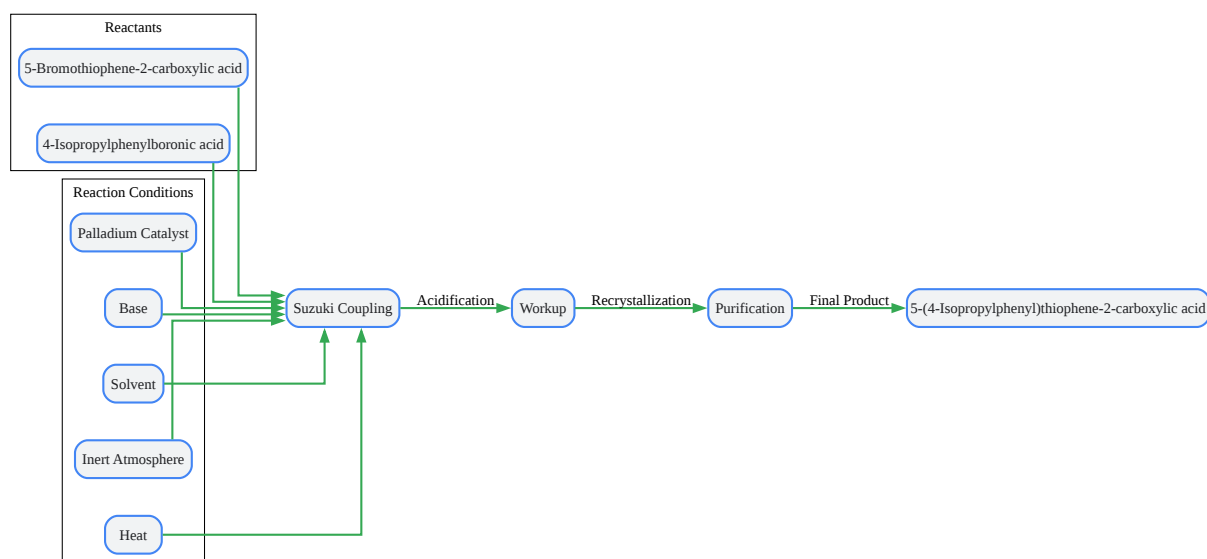 Reactants
5-Bromothiophene-2-carboxylic acid
4-Isopropylphenylboronic acid
Reaction Conditions
Palladium Catalyst
Base
Solvent
Inert Atmosphere
Heat
Suzuki Coupling
Acidification
Workup
Recrystallization
Purification
Final Product
5-(4-Isopropylphenyl)thiophene-2-carboxylic acid